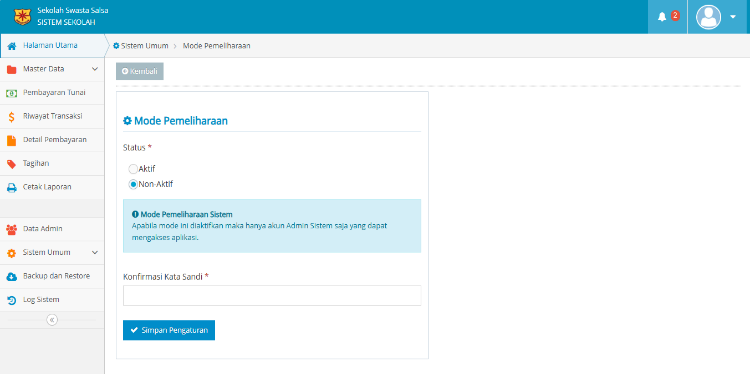 Sekolah Swasta Salsa
SISTEM SEKOLAH
2
Halaman Utama
Sistem Umum > Mode Pemeliharaan
Master Data
Kembali
Pembayaran Tunai
Riwayat Transaksi
Detail Pembayaran
Tagihan
Cetak Laporan
Data Admin
Sistem Umum
Backup dan Restore
Log Sistem
Mode Pemeliharaan
Status *
Aktif
Non-Aktif
Mode Pemeliharaan Sistem
Apabila mode ini diaktifkan maka hanya akun Admin Sistem saja yang dapat
mengakses aplikasi.
Konfirmasi Kata Sandi *
Simpan Pengaturan